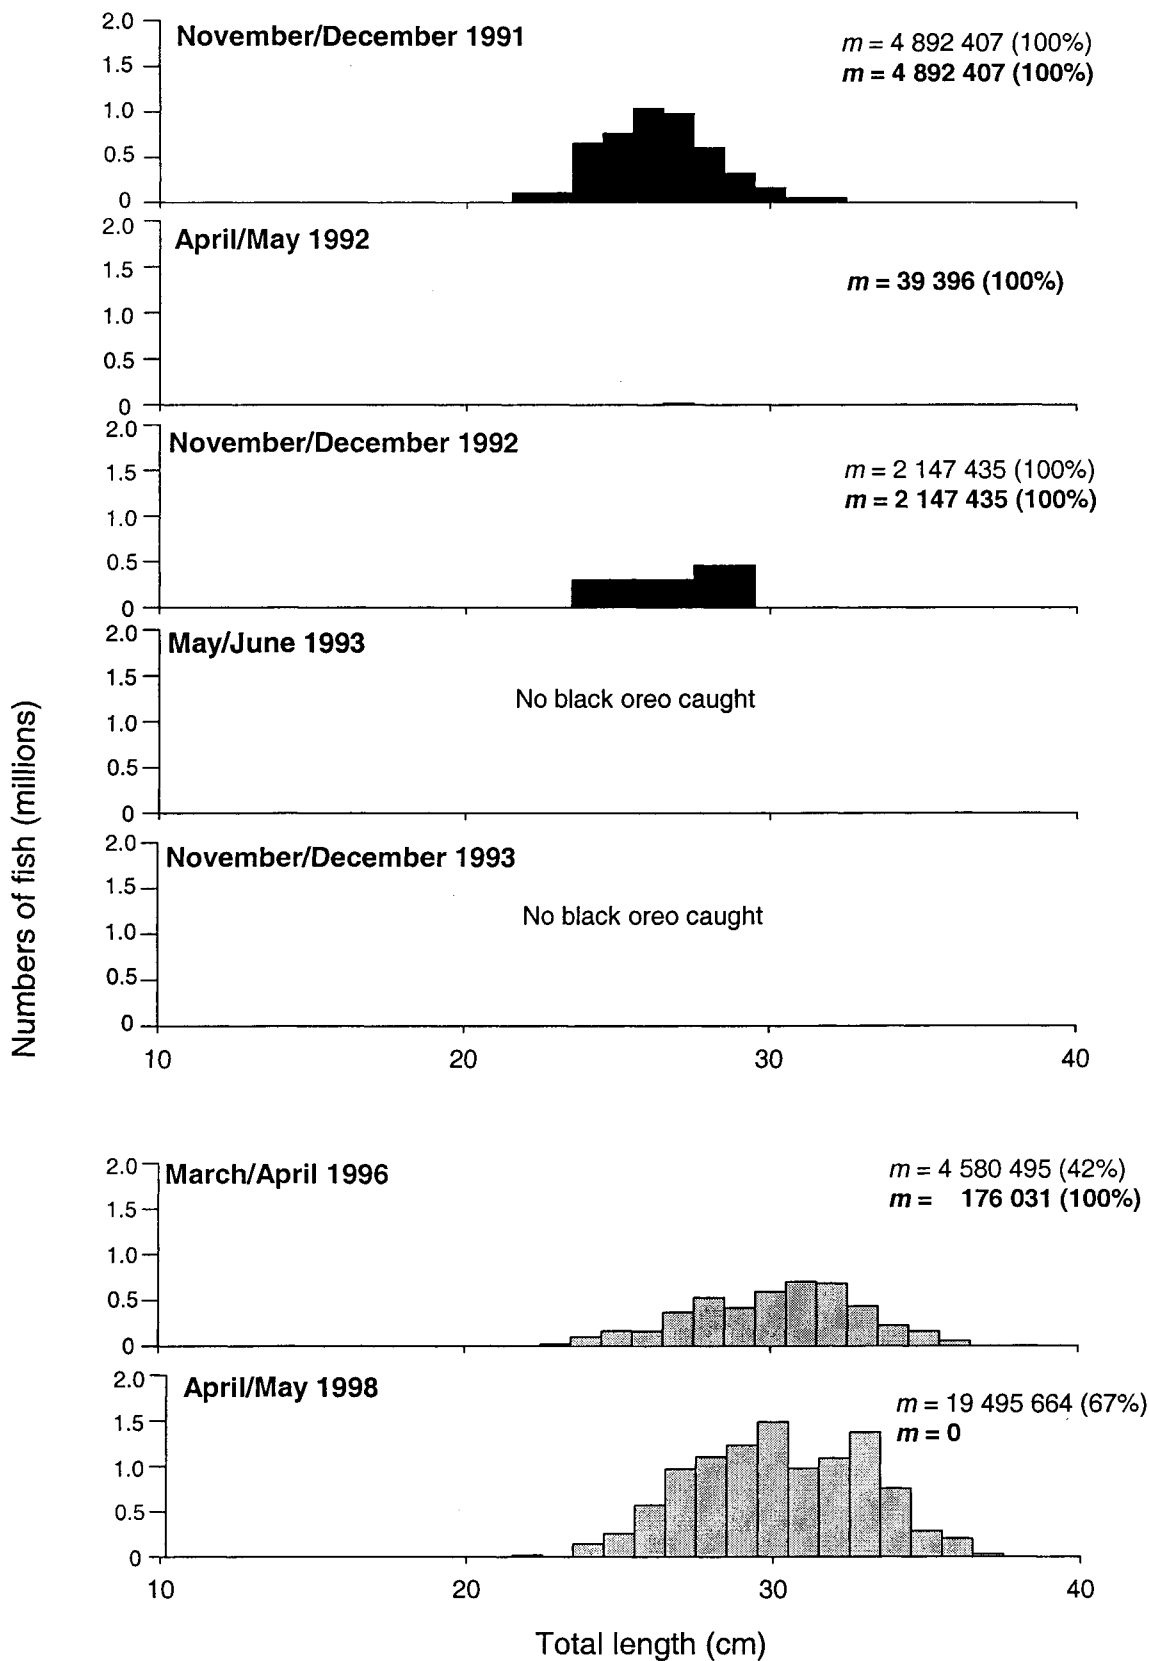 Numbers of fish (millions)
November/December 1991
m = 4 892 407 (100%)
m = 4 892 407 (100%)
2.0
1.5
1.0
0.5
0
April/May 1992
m = 39 396 (100%)
2.0
1.5
1.0
0.5
0
November/December 1992
m = 2 147 435 (100%)
m = 2 147 435 (100%)
2.0
1.5
1.0
0.5
0
May/June 1993
No black oreo caught
2.0
1.5
1.0
0.5
0
November/December 1993
No black oreo caught
2.0
1.5
1.0
0.5
0
10 20 30 40
March/April 1996
m = 4 580 495 (42%)
m = 176 031 (100%)
2.0
1.5
1.0
0.5
0
April/May 1998
m = 19 495 664 (67%)
m = 0
2.0
1.5
1.0
0.5
0
10 20 30 40
Total length (cm)